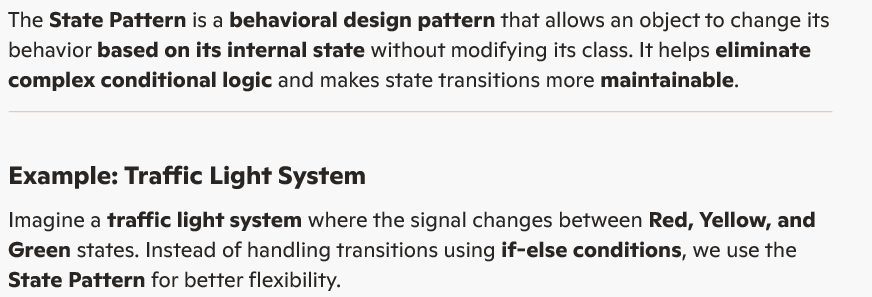 The State Pattern is a behavioral design pattern that allows an object to change its
behavior based on its internal state without modifying its class. It helps eliminate
complex conditional logic and makes state transitions more maintainable.
Example: Traffic Light System
Imagine a traffic light system where the signal changes between Red, Yellow, and
Green states. Instead of handling transitions using if-else conditions, we use the
State Pattern for better flexibility.